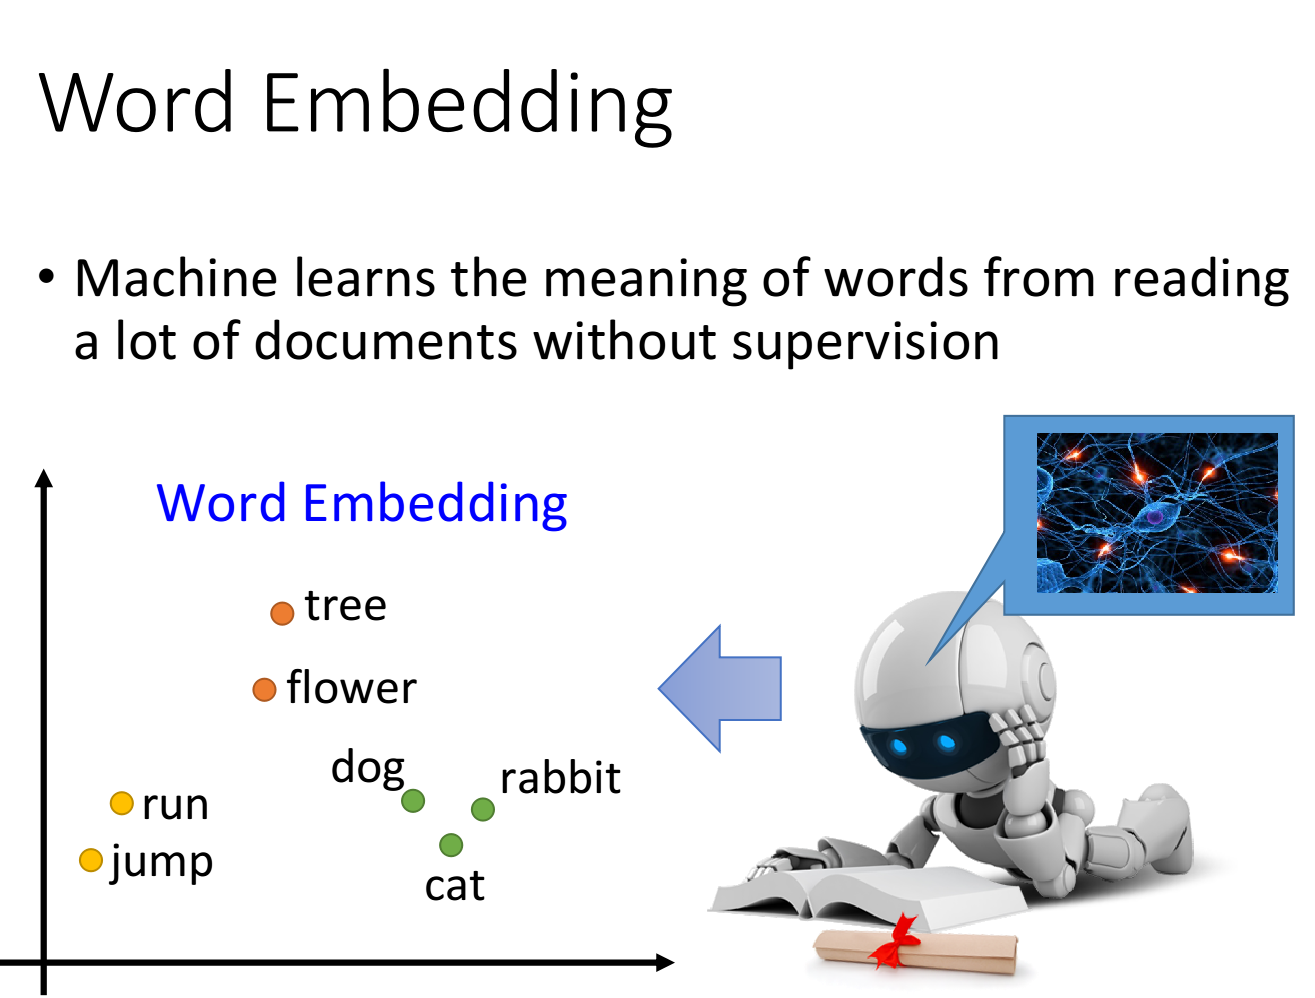 Word Embedding
• Machine learns the meaning of words from reading
a lot of documents without supervision
Word Embedding
tree
flower
dog
rabbit
run
jump
cat